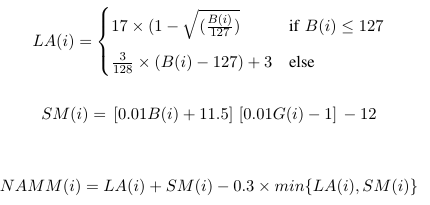 LA(i) = { 17 × (1 − √((B(i)/127)) if B(i) ≤ 127
3/128 × (B(i) − 127) + 3 else
SM(i) = [0.01B(i) + 11.5] [0.01G(i) − 1] − 12
NAMM(i) = LA(i) + SM(i) − 0.3 × min{LA(i), SM(i)}